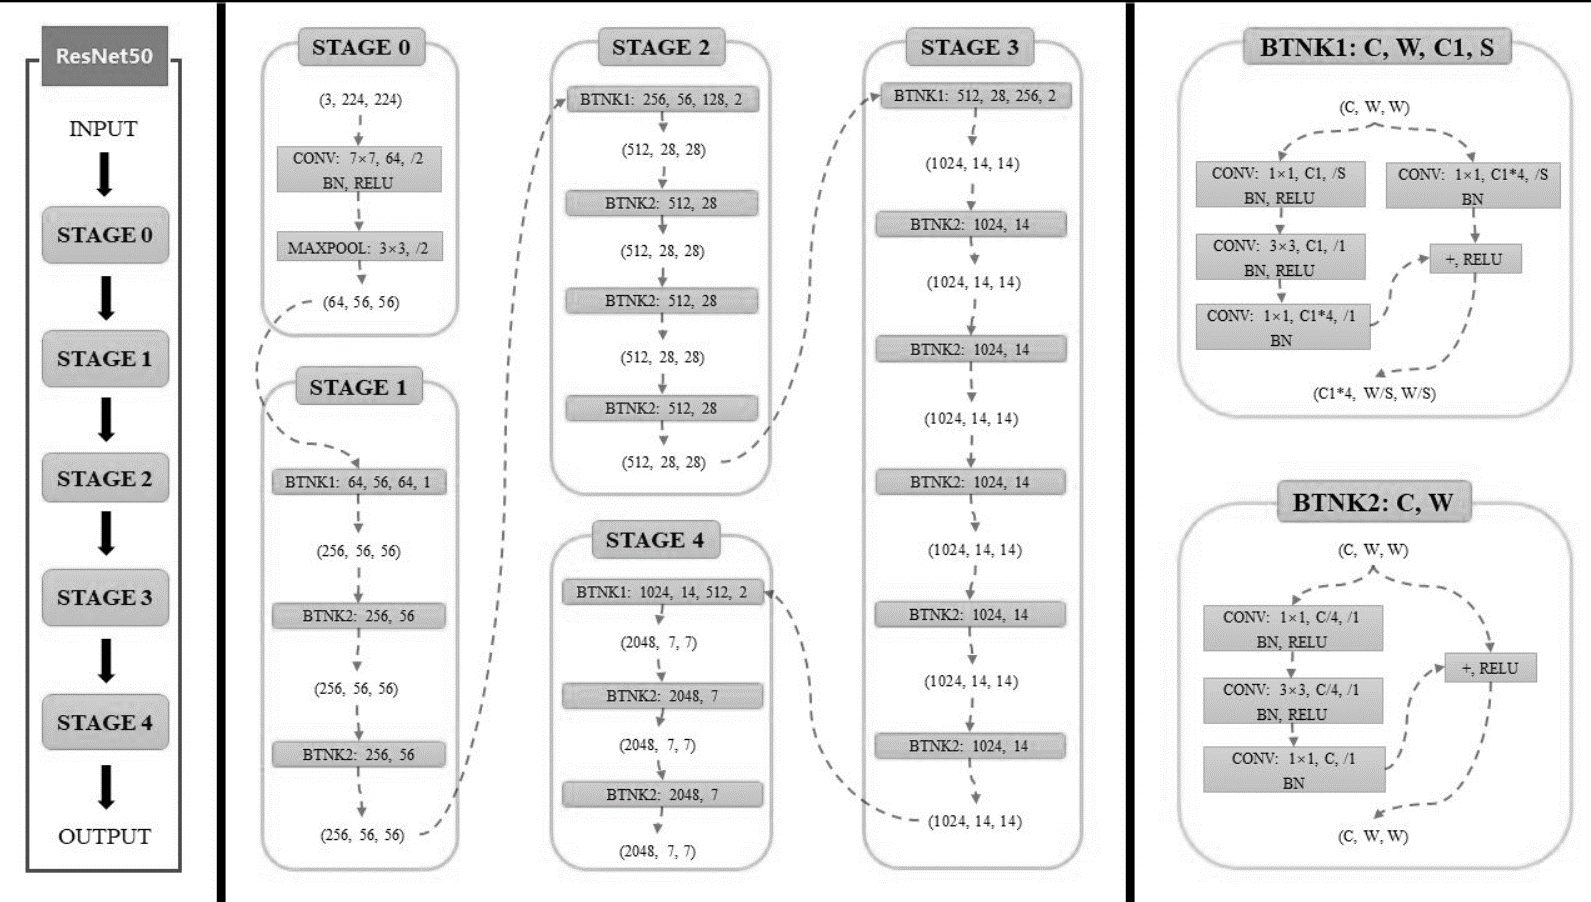 ResNet50
INPUT
STAGE 0
STAGE 1
STAGE 2
STAGE 3
STAGE 4
OUTPUT
STAGE 0
(3, 224, 224)
CONV: 7×7, 64, /2
BN, RELU
MAXPOOL: 3×3, /2
(64, 56, 56)
STAGE 1
BTNK1: 64, 56, 64, 1
(256, 56, 56)
BTNK2: 256, 56
(256, 56, 56)
BTNK2: 256, 56
(256, 56, 56)
STAGE 2
BTNK1: 256, 56, 128, 2
(512, 28, 28)
BTNK2: 512, 28
(512, 28, 28)
BTNK2: 512, 28
(512, 28, 28)
BTNK2: 512, 28
(512, 28, 28)
STAGE 4
BTNK1: 1024, 14, 512, 2
(2048, 7, 7)
BTNK2: 2048, 7
(2048, 7, 7)
BTNK2: 2048, 7
(2048, 7, 7)
STAGE 3
BTNK1: 512, 28, 256, 2
(1024, 14, 14)
BTNK2: 1024, 14
(1024, 14, 14)
BTNK2: 1024, 14
(1024, 14, 14)
BTNK2: 1024, 14
(1024, 14, 14)
BTNK2: 1024, 14
(1024, 14, 14)
BTNK2: 1024, 14
(1024, 14, 14)
BTNK1: C, W, C1, S
(C, W, W)
CONV: 1×1, C1, /S
BN, RELU
CONV: 3×3, C1, /1
BN, RELU
CONV: 1×1, C1*4, /1
BN
CONV: 1×1, C1*4, /S
BN
+, RELU
(C1*4, W/S, W/S)
BTNK2: C, W
(C, W, W)
CONV: 1×1, C/4, /1
BN, RELU
CONV: 3×3, C/4, /1
BN, RELU
CONV: 1×1, C, /1
BN
+, RELU
(C, W, W)